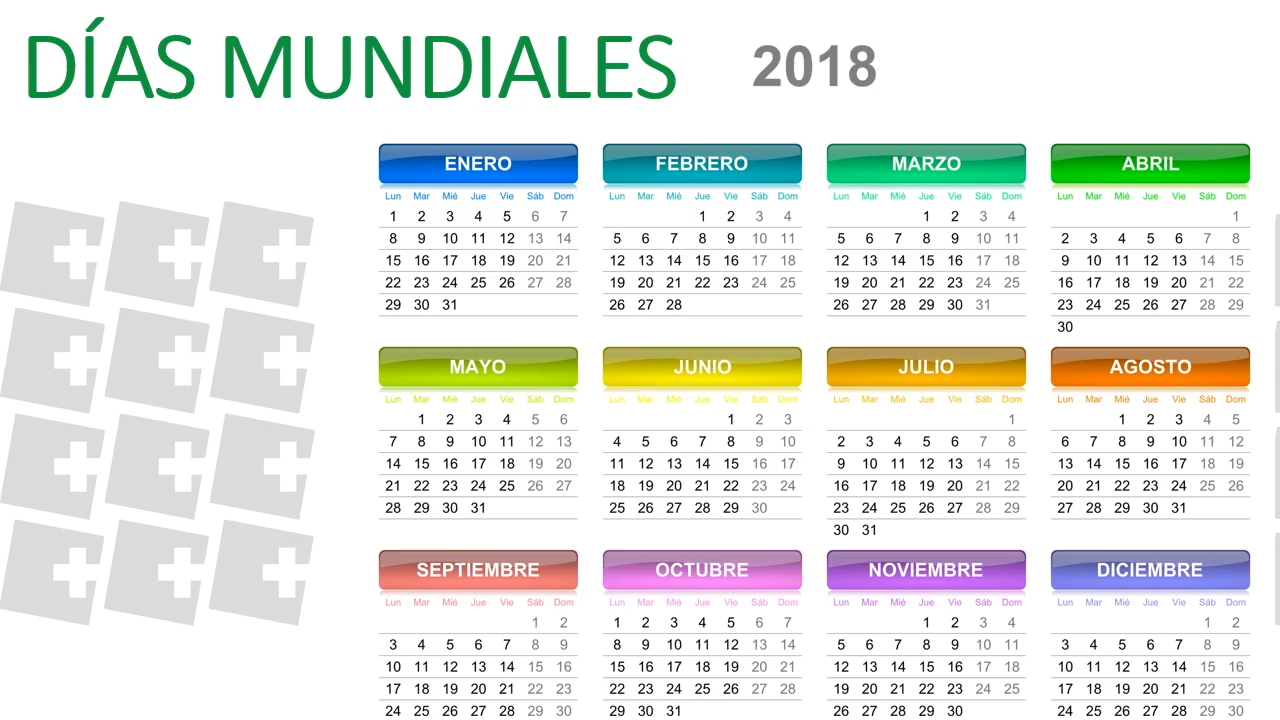 DÍAS MUNDIALES 2018
ENERO FEBRERO MARZO ABRIL
Lun Mar Mié Jue Vie Sáb Dom Lun Mar Mié Jue Vie Sáb Dom Lun Mar Mié Jue Vie Sáb Dom Lun Mar Mié Jue Vie Sáb Dom
1 2 3 4 5 6 7 1 2 3 4 1 2 3 4 1
8 9 10 11 12 13 14 5 6 7 8 9 10 11 5 6 7 8 9 10 11 2 3 4 5 6 7 8
15 16 17 18 19 20 21 12 13 14 15 16 17 18 12 13 14 15 16 17 18 9 10 11 12 13 14 15
22 23 24 25 26 27 28 19 20 21 22 23 24 25 19 20 21 22 23 24 25 16 17 18 19 20 21 22
29 30 31 26 27 28 26 27 28 29 30 31 23 24 25 26 27 28 29
30
MAYO JUNIO JULIO AGOSTO
Lun Mar Mié Jue Vie Sáb Dom Lun Mar Mié Jue Vie Sáb Dom Lun Mar Mié Jue Vie Sáb Dom Lun Mar Mié Jue Vie Sáb Dom
1 2 3 4 5 6 1 2 3 1 1 2 3 4 5
7 8 9 10 11 12 13 4 5 6 7 8 9 10 2 3 4 5 6 7 8 6 7 8 9 10 11 12
14 15 16 17 18 19 20 11 12 13 14 15 16 17 9 10 11 12 13 14 15 13 14 15 16 17 18 19
21 22 23 24 25 26 27 18 19 20 21 22 23 24 16 17 18 19 20 21 22 20 21 22 23 24 25 26
28 29 30 31 25 26 27 28 29 30 23 24 25 26 27 28 29 27 28 29 30 31
30 31
SEPTIEMBRE OCTUBRE NOVIEMBRE DICIEMBRE
Lun Mar Mié Jue Vie Sáb Dom Lun Mar Mié Jue Vie Sáb Dom Lun Mar Mié Jue Vie Sáb Dom Lun Mar Mié Jue Vie Sáb Dom
1 2 1 2 3 4 5 6 7 1 2 3 4 1 2
3 4 5 6 7 8 9 8 9 10 11 12 13 14 5 6 7 8 9 10 11 3 4 5 6 7 8 9
10 11 12 13 14 15 16 15 16 17 18 19 20 21 12 13 14 15 16 17 18 10 11 12 13 14 15 16
17 18 19 20 21 22 23 22 23 24 25 26 27 28 19 20 21 22 23 24 25 17 18 19 20 21 22 23
24 25 26 27 28 29 30 29 30 31 26 27 28 29 30 24 25 26 27 28 29 30